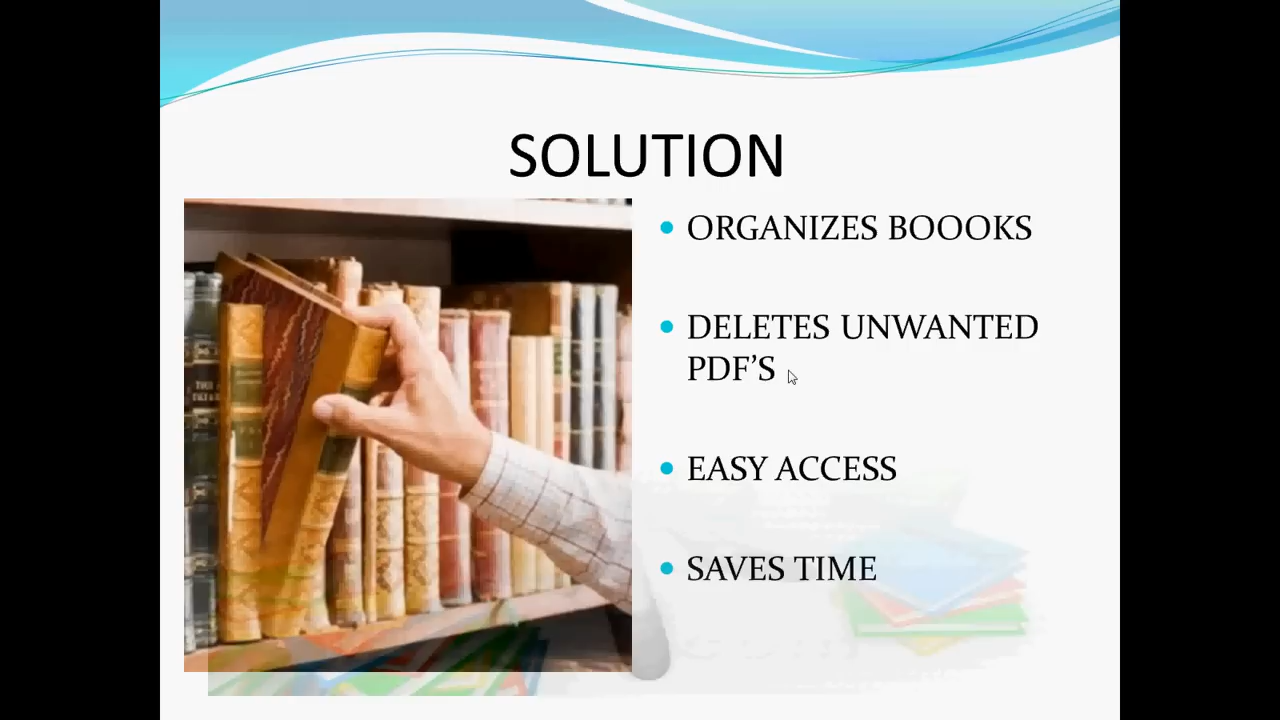 SOLUTION
ORGANIZES BOOOKS
DELETES UNWANTED
PDF’S
EASY ACCESS
SAVES TIME